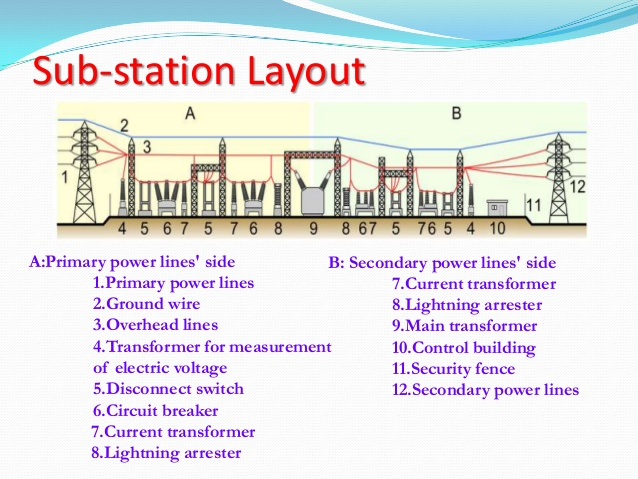 Sub-station Layout
A B
2
3
1
12
11
4 5 6 7 5 7 6 8 9 8 6 7 5 7 6 5 4 10
A:Primary power lines' side
1.Primary power lines
2.Ground wire
3.Overhead lines
4.Transformer for measurement
of electric voltage
5.Disconnect switch
6.Circuit breaker
7.Current transformer
8.Lightning arrester
B: Secondary power lines' side
7.Current transformer
8.Lightning arrester
9.Main transformer
10.Control building
11.Security fence
12.Secondary power lines